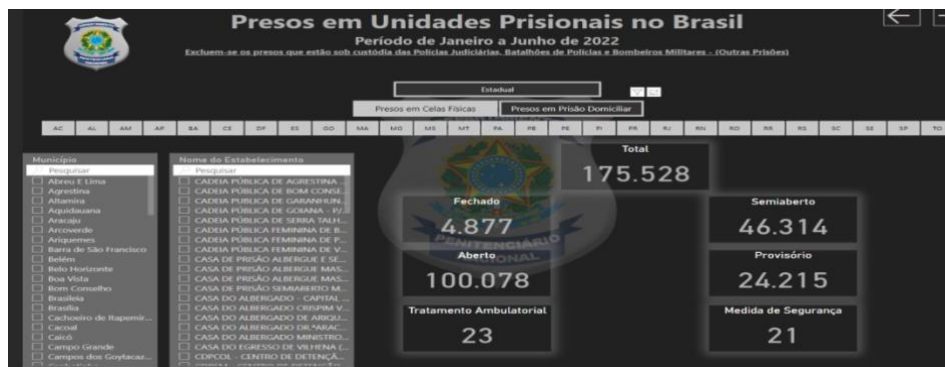 Presos em Unidades Prisionais no Brasil
Período de Janeiro a Junho de 2022
Excluem-se os presos que estão sob custódia das Polícias Judiciárias, Batalhões de Polícias e Bombeiros Militares - (Outras Prisões)
Estadual
Presos em Celas Físicas
Presos em Prisão Domiciliar
AC AL AM AP BA CE DF ES GO MA MG MS MT PA PB PE PI PR RJ RN RO RR RS SC SE SP TO
Município
Pesquisar
Abreu E Lima
Agrestina
Altamira
Aquidauana
Aracaju
Arcoverde
Ariquemes
Barra de São Francisco
Belém
Belo Horizonte
Boa Vista
Bom Conselho
Brasileia
Brasília
Cachoeiro de Itapemir...
Cacoal
Caicó
Campo Grande
Campos dos Goytacaz...
Nome do Estabelecimento
Pesquisar
CADEIA PÚBLICA DE AGRESTINA ...
CADEIA PÚBLICA DE BOM CONSE...
CADEIA PUBLICA DE GARANHUN...
CADEIA PÚBLICA DE GOIANA - P/...
CADEIA PÚBLICA DE SERRA TALH...
CADEIA PÚBLICA FEMININA DE B...
CADEIA PÚBLICA FEMININA DE P...
CADEIA PÚBLICA FEMININA DE V...
CASA DE PRISÃO ALBERGUE E SE...
CASA DE PRISÃO ALBERGUE MAS...
CASA DE PRISÃO ALBERGUE MAS...
CASA DE PRISÃO SEMIABERTO M...
CASA DO ALBERGADO - CAPITAL ...
CASA DO ALBERGADO CRISPIM V...
CASA DO ALBERGADO DE ARIQU...
CASA DO ALBERGADO DR.ªARAC...
CASA DO ALBERGADO MINISTRO...
CASA DO EGRESSO DE VILHENA (...
CDPCOL - CENTRO DE DETENÇÃ...
Total
175.528
Fechado
4.877
Semiaberto
46.314
Aberto
100.078
Provisório
24.215
Tratamento Ambulatorial
23
Medida de Segurança
21
PENITENCIÁRIO
NACIONAL